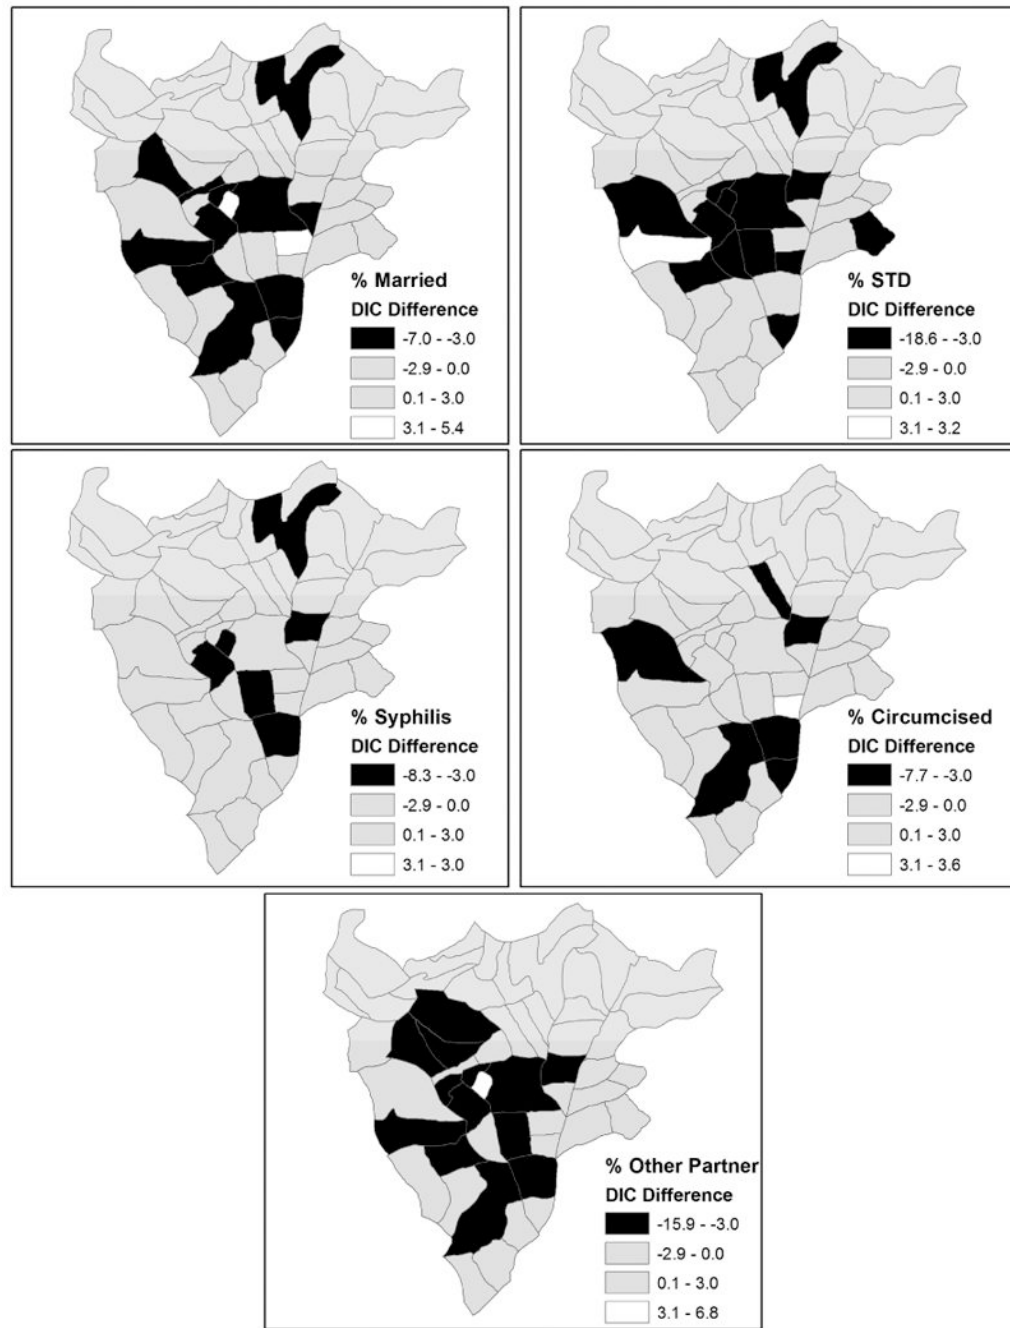 % Married
DIC Difference
-7.0 - -3.0
-2.9 - 0.0
0.1 - 3.0
3.1 - 5.4
% STD
DIC Difference
-18.6 - -3.0
-2.9 - 0.0
0.1 - 3.0
3.1 - 3.2
% Syphilis
DIC Difference
-8.3 - -3.0
-2.9 - 0.0
0.1 - 3.0
3.1 - 3.0
% Circumcised
DIC Difference
-7.7 - -3.0
-2.9 - 0.0
0.1 - 3.0
3.1 - 3.6
% Other Partner
DIC Difference
-15.9 - -3.0
-2.9 - 0.0
0.1 - 3.0
3.1 - 6.8